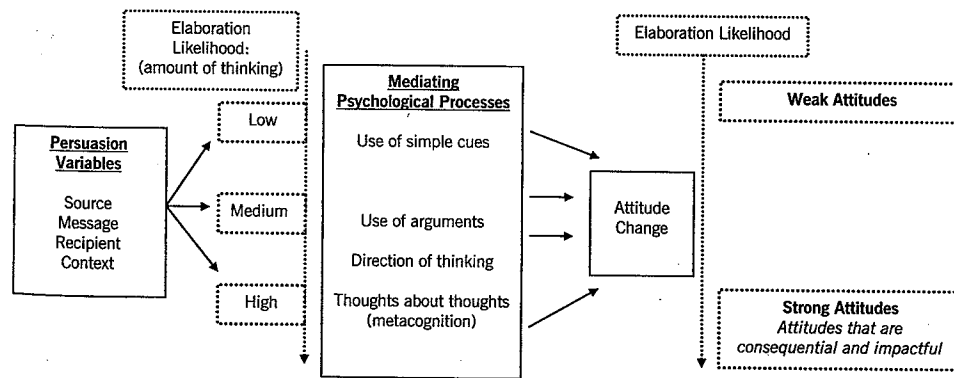 Elaboration
Likelihood:
(amount of thinking)
Elaboration Likelihood
Persuasion
Variables
Source
Message
Recipient
Context
Low
Medium
High
Mediating
Psychological Processes
Use of simple cues
Use of arguments
Direction of thinking
Thoughts about thoughts
(metacognition)
Attitude
Change
Weak Attitudes
Strong Attitudes
Attitudes that are
consequential and impactful